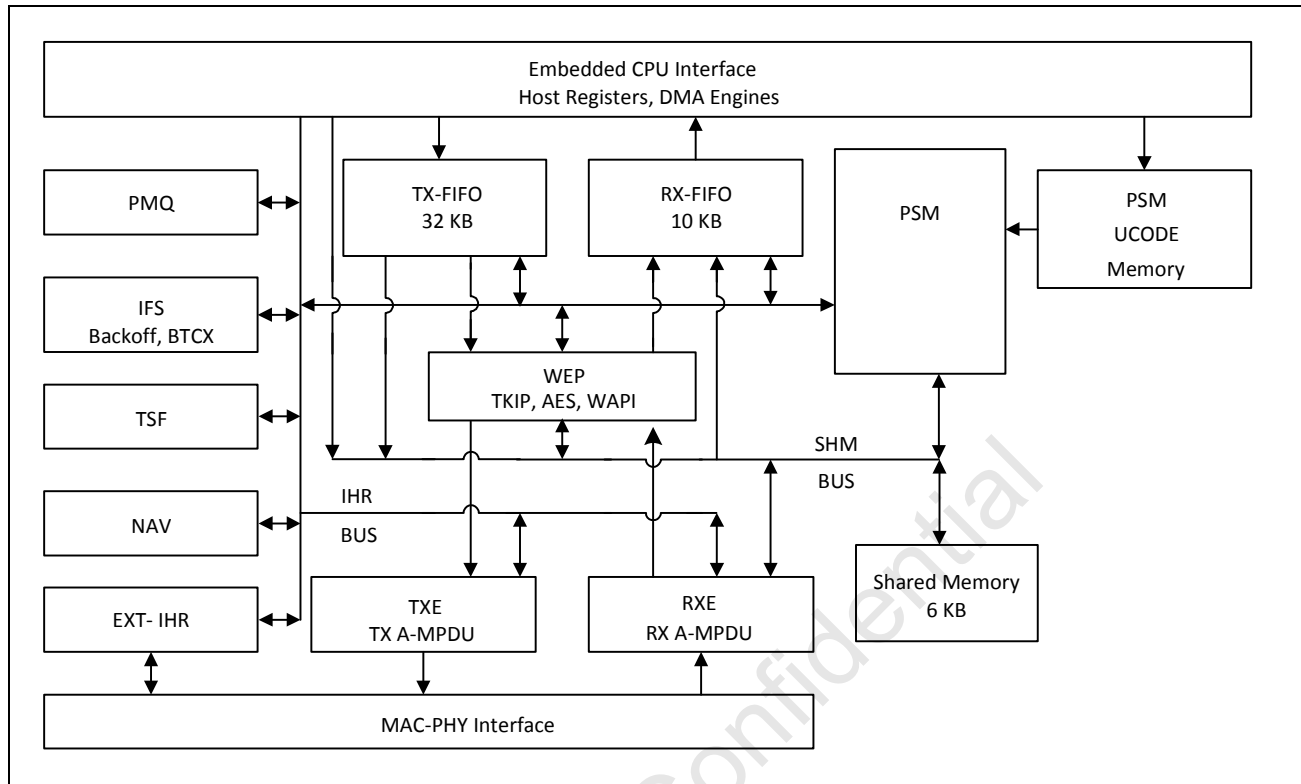 Embedded CPU Interface
Host Registers, DMA Engines
TX-FIFO
32 KB
RX-FIFO
10 KB
PSM
PSM
UCODE
Memory
PMQ
IFS
Backoff, BTCX
WEP
TKIP, AES, WAPI
TSF
SHM
BUS
NAV
IHR
BUS
Shared Memory
6 KB
EXT- IHR
TXE
TX A-MPDU
RXE
RX A-MPDU
MAC-PHY Interface
Confidential